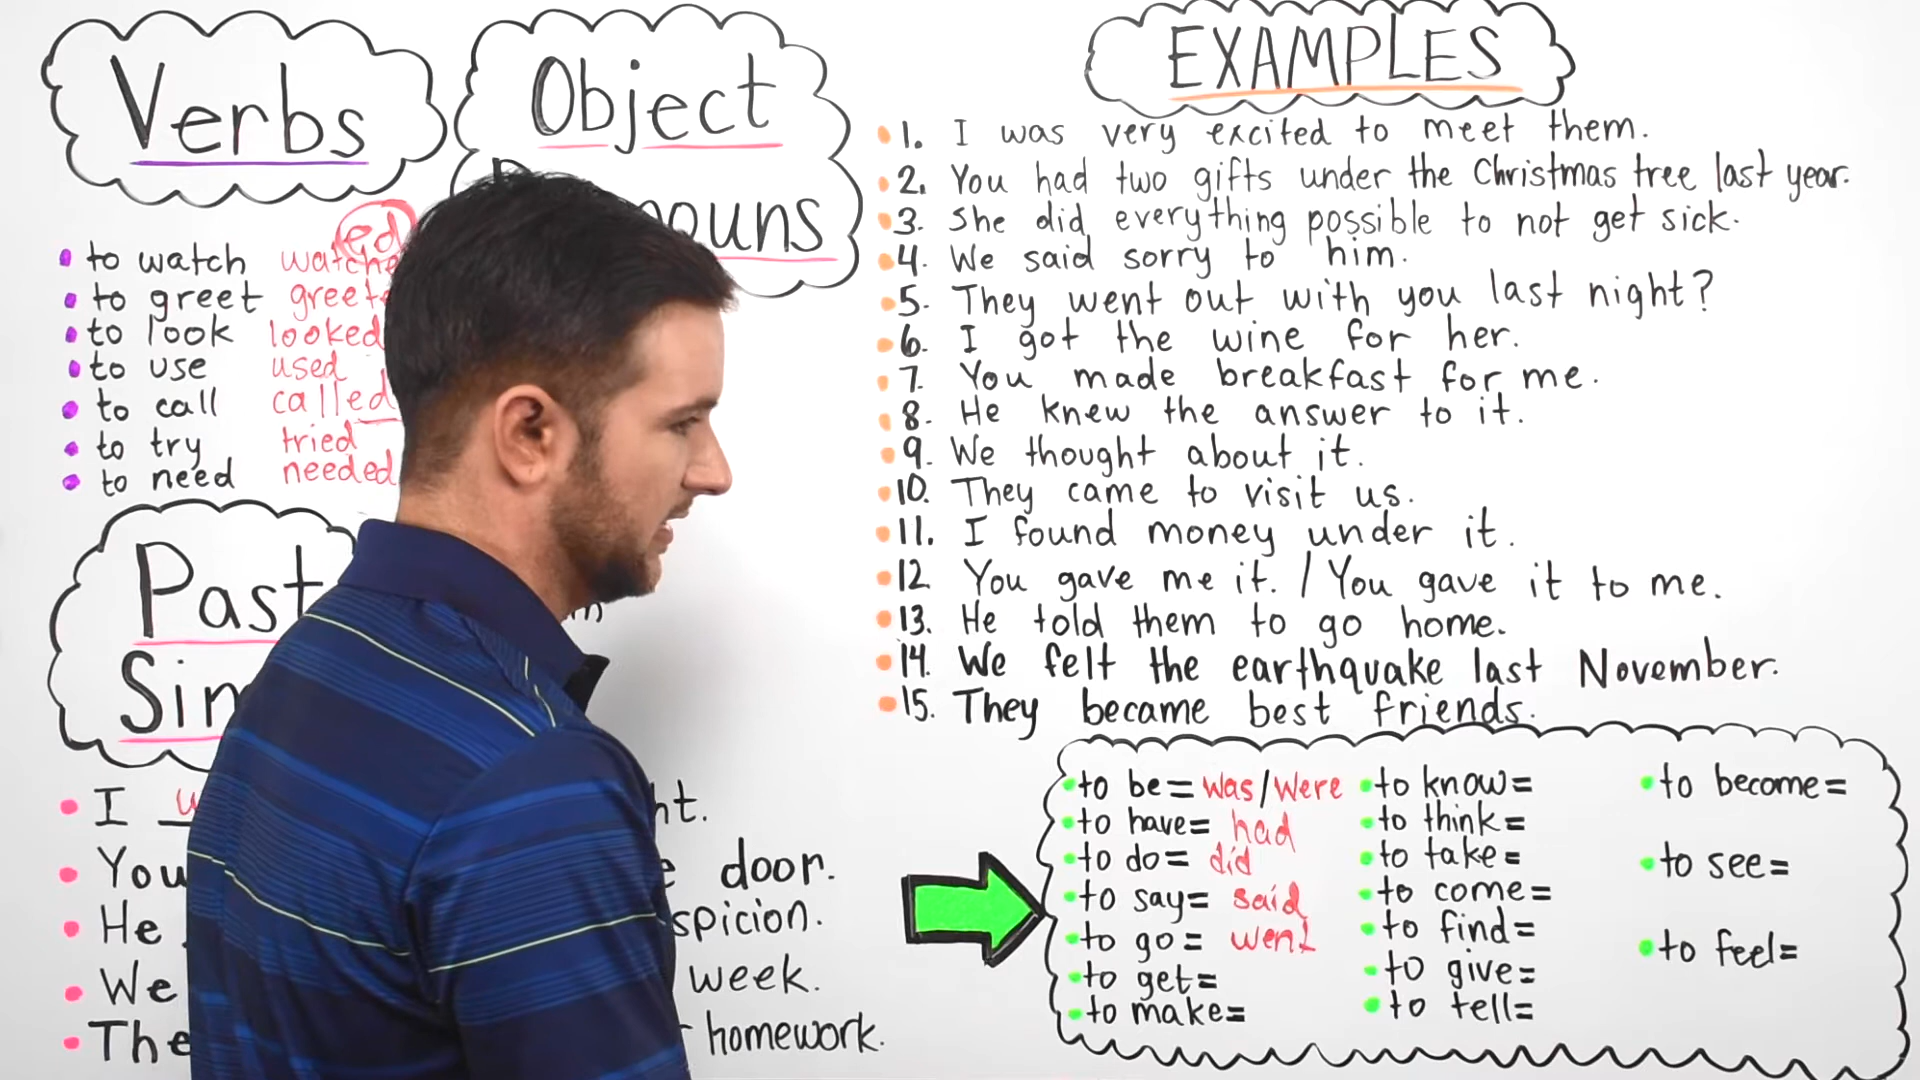 Verbs
to watch
to greet
to look looked
to use used
to call called
to try tried
to need needed
ed
Object
Past
I
You door.
He
We week.
homework.
EXAMPLES
1. I was very excited to meet them.
2. You had two gifts under the Christmas tree last year.
3. She did everything possible to not get sick.
4. We said sorry to him.
5. They went out with you last night?
6. I got the wine for her.
7. You made breakfast for me.
8. He knew the answer to it.
9. We thought about it.
10. They came to visit us.
11. I found money under it.
12 You gave me it. / You gave it to me.
13. He told them to go home.
14. We felt the earthquake last November.
15. They became best friends.
to be = was/were
to have = had
to do = did
to say = said
to go = went
to get =
to make =
to know =
to think =
to take =
to come =
to find =
to give =
to tell =
to become =
to see =
to feel =